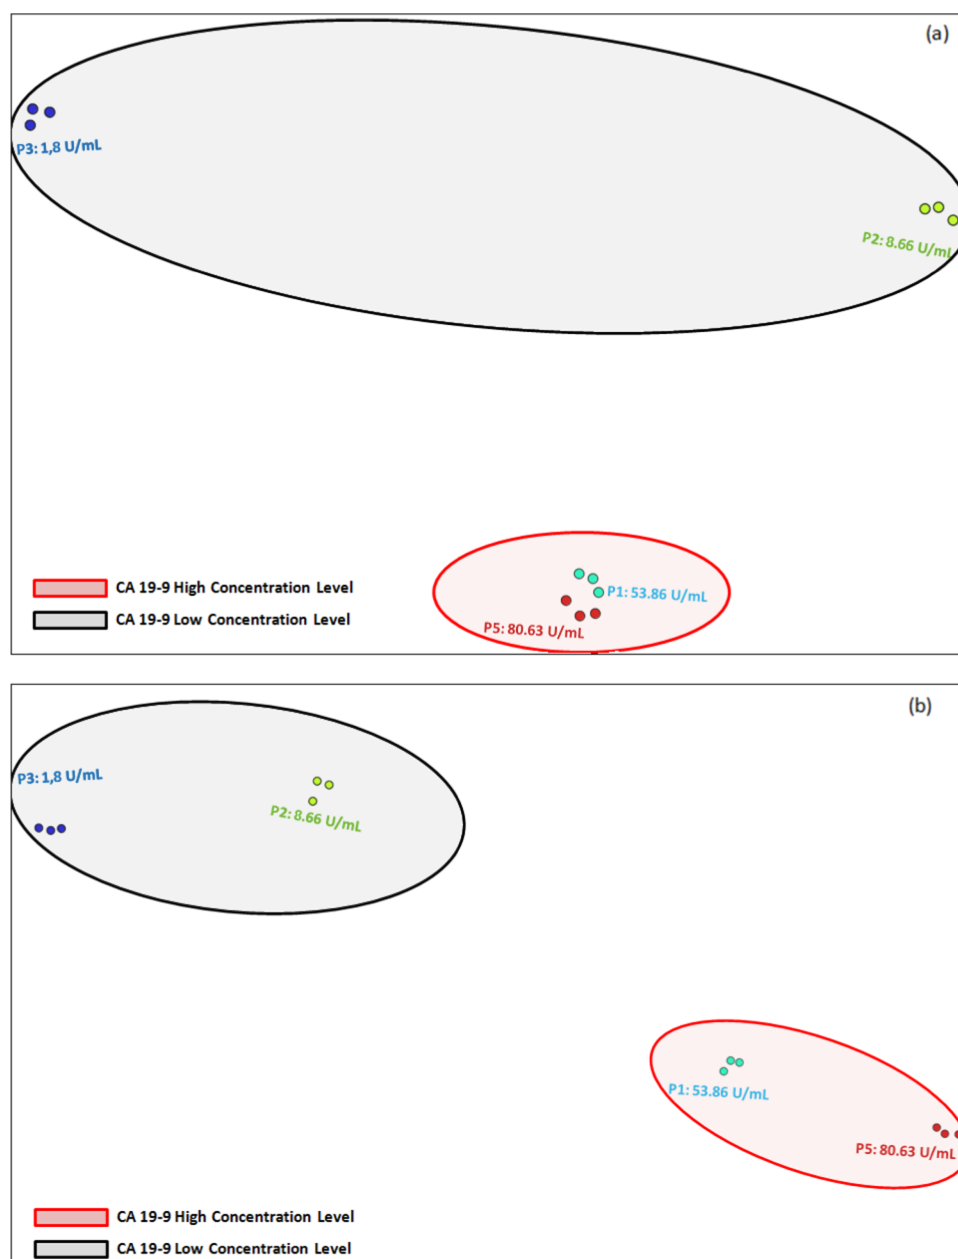 (a)
P3: 1,8 U/mL
P2: 8.66 U/mL
CA 19-9 High Concentration Level
P1: 53.86 U/mL
CA 19-9 Low Concentration Level
P5: 80.63 U/mL
(b)
P3: 1,8 U/mL
P2: 8.66 U/mL
P1: 53.86 U/mL
P5: 80.63 U/mL
CA 19-9 High Concentration Level
CA 19-9 Low Concentration Level